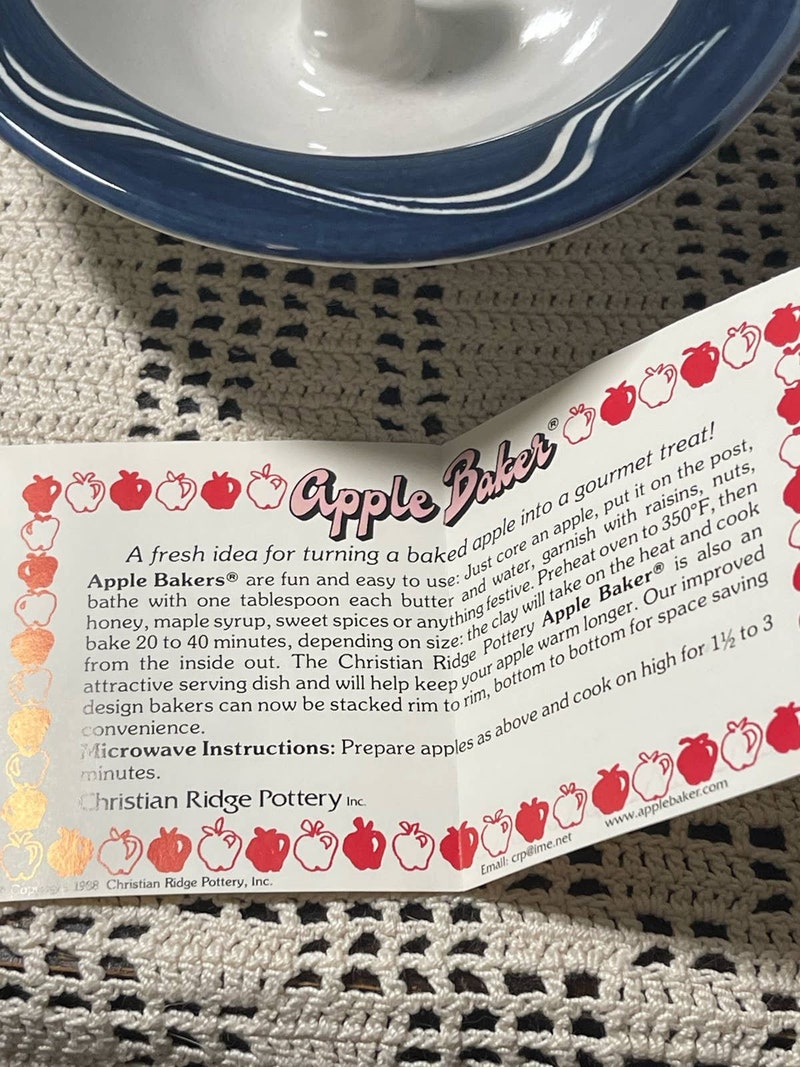 Apple Baker®
A fresh idea for turning a baked apple into a gourmet treat!
Apple Bakers® are fun and easy to use: Just core an apple, put it on the post,
bathe with one tablespoon each butter and water, garnish with raisins, nuts,
honey, maple syrup, sweet spices or anything festive. Preheat oven to 350°F, then
bake 20 to 40 minutes, depending on size: the clay will take on the heat and cook
from the inside out. The Christian Ridge Pottery Apple Baker® is also an
attractive serving dish and will help keep your apple warm longer. Our improved
design bakers can now be stacked rim to rim, bottom to bottom for space saving
convenience.
Microwave Instructions: Prepare apples as above and cook on high for 1½ to 3
minutes.
Christian Ridge Pottery Inc.
Email: crp@ime.net www.applebaker.com
Copyright 1998 Christian Ridge Pottery, Inc.